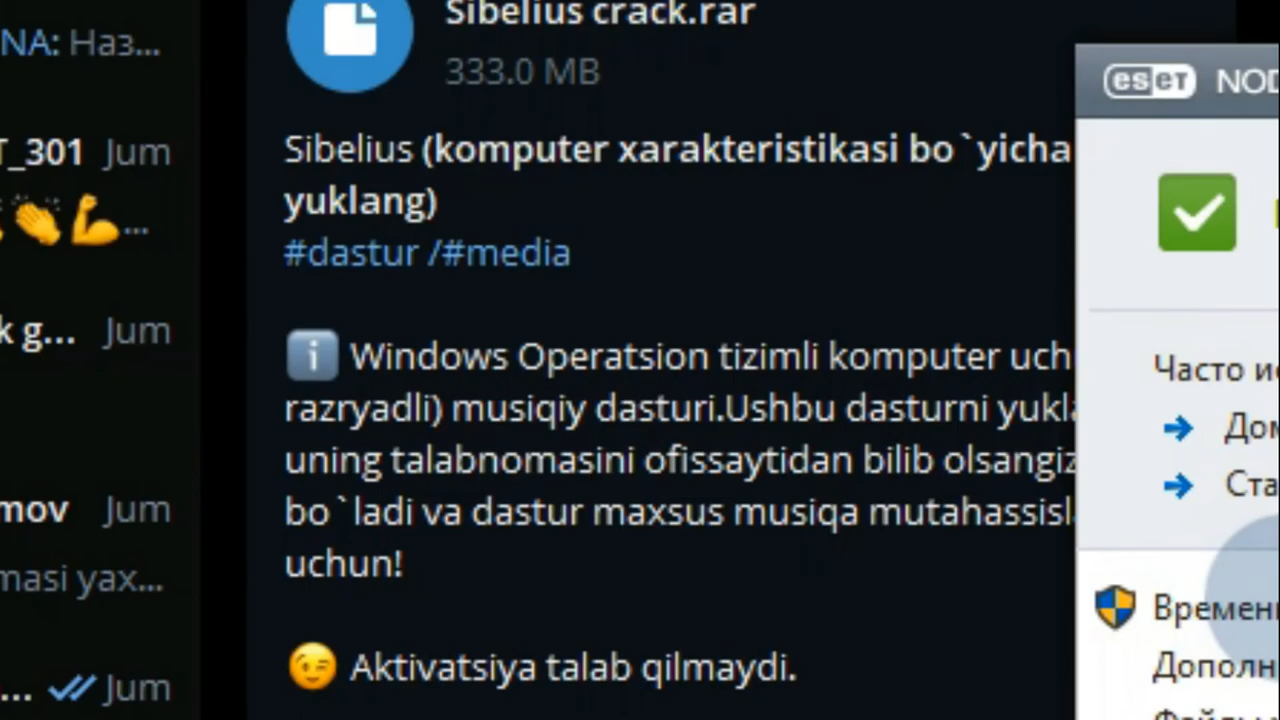 NA: Наз...
T_301 Jum
...
k g... Jum
mov Jum
masi yax...
... Jum
Sibelius crack.rar
333.0 MB
Sibelius (komputer xarakteristikasi bo`yicha
yuklang)
#dastur /#media
Windows Operatsion tizimli komputer uch
razryadli) musiqiy dasturi.Ushbu dasturni yukla
uning talabnomasini ofissaytidan bilib olsangiz
bo`ladi va dastur maxsus musiqa mutahassisl
uchun!
😉 Aktivatsiya talab qilmaydi.
eset NOD
Часто ис
Дом
Ста
Времен
Дополн